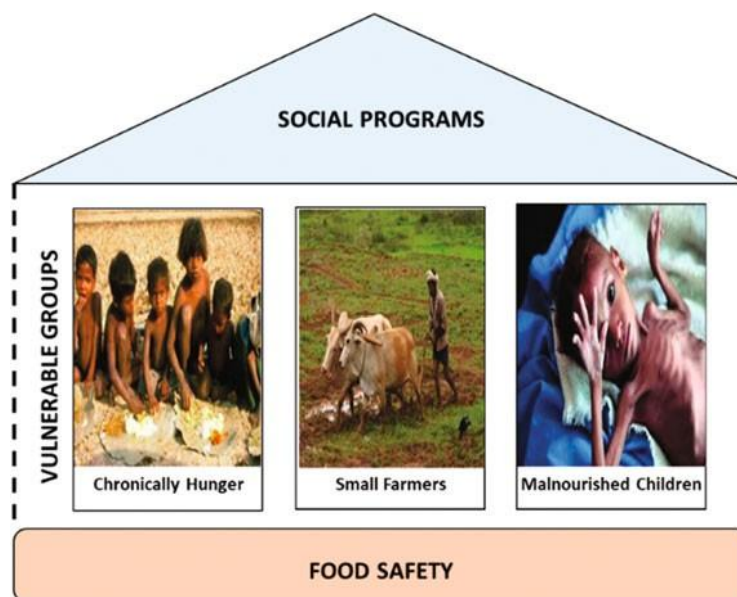 SOCIAL PROGRAMS
VULNERABLE GROUPS
Chronically Hunger
Small Farmers
Malnourished Children
FOOD SAFETY